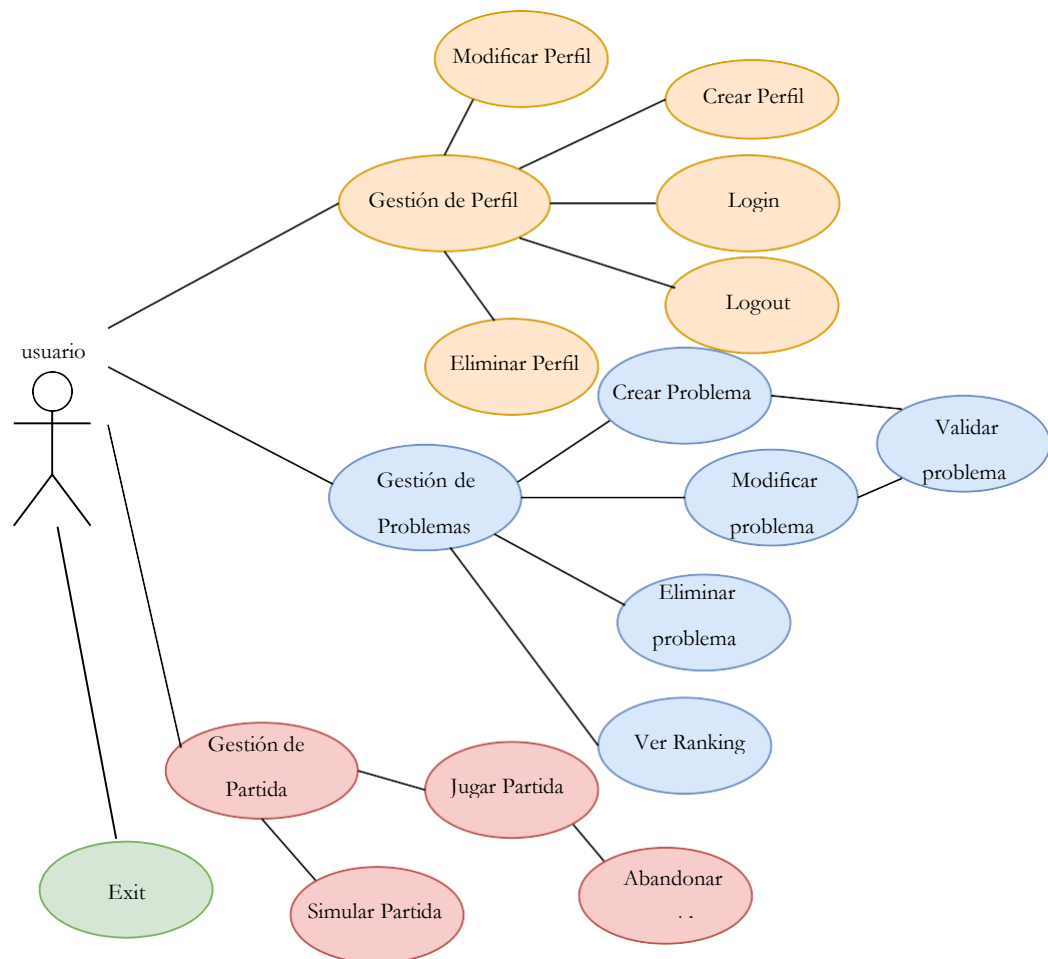 Modificar Perfil
Crear Perfil
Gestión de Perfil
Login
Logout
usuario
Eliminar Perfil
Crear Problema
Validar
problema
Gestión de
Problemas
Modificar
problema
Eliminar
problema
Ver Ranking
Gestión de
Partida
Jugar Partida
Abandonar
Exit
Simular Partida